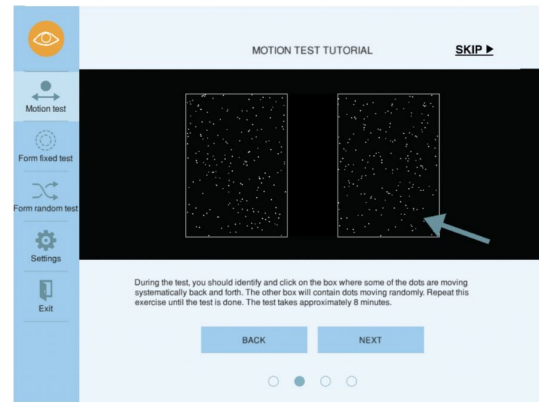 MOTION TEST TUTORIAL
SKIP
Motion test
Form fixed test
Form random test
Settings
Exit
During the test, you should identify and click on the box where some of the dots are moving
systematically back and forth. The other box will contain dots moving randomly. Repeat this
exercise until the test is done. The test takes approximately 8 minutes.
BACK
NEXT